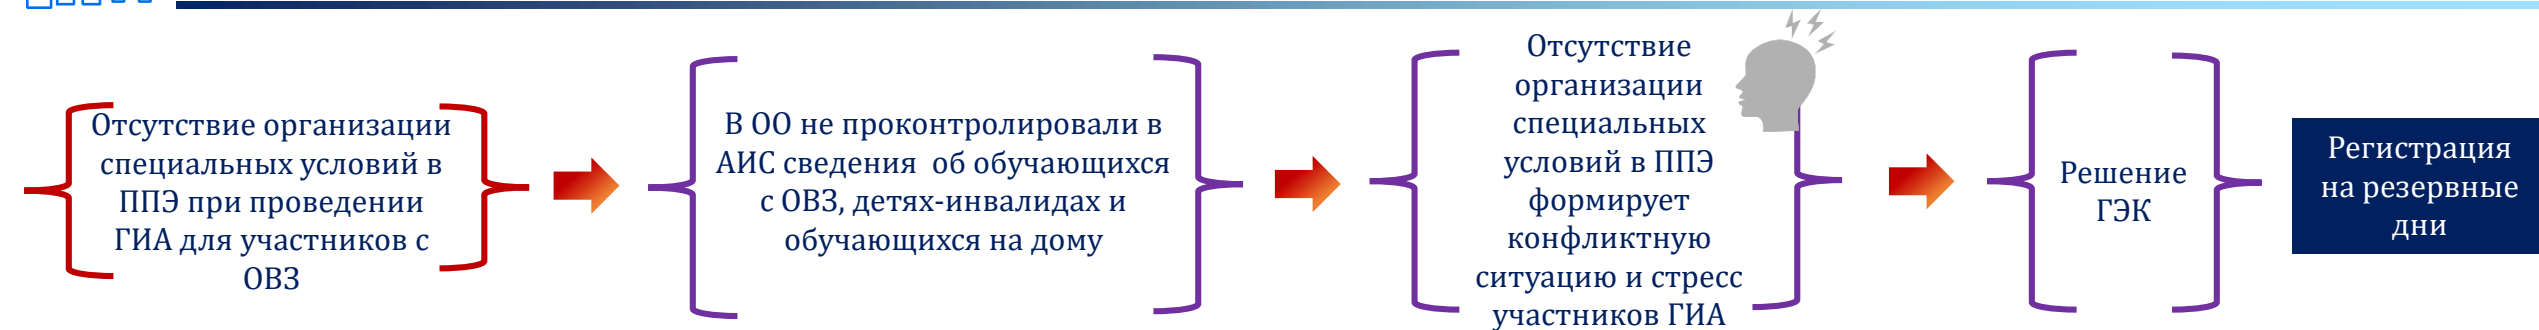 Отсутствие организации
специальных условий в
ППЭ при проведении
ГИА для участников с
ОВЗ
В ОО не проконтролировали в
АИС сведения об обучающихся
с ОВЗ, детях-инвалидах и
обучающихся на дому
Отсутствие
организации
специальных
условий в ППЭ
формирует
конфликтную
ситуацию и стресс
участников ГИА
Решение
ГЭК
Регистрация
на резервные
дни